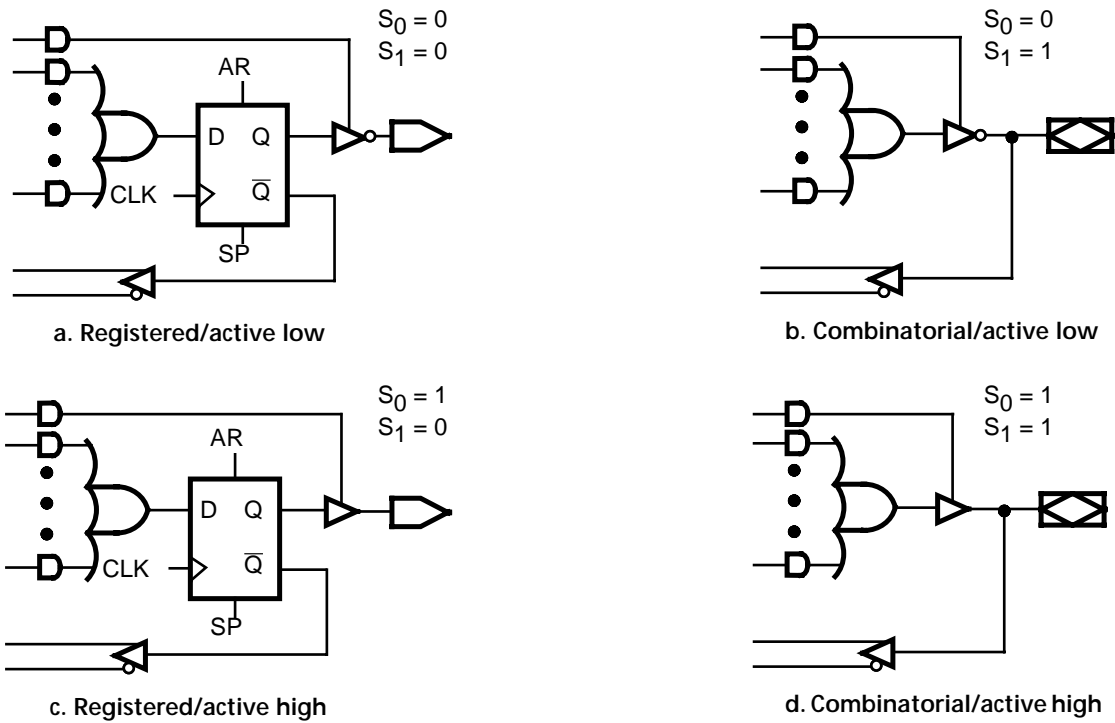 S0 = 0
S1 = 0
AR
D Q
CLK
Q̅
SP
a. Registered/active low
S0 = 0
S1 = 1
b. Combinatorial/active low
S0 = 1
S1 = 0
AR
D Q
CLK
Q̅
SP
c. Registered/active high
S0 = 1
S1 = 1
d. Combinatorial/active high